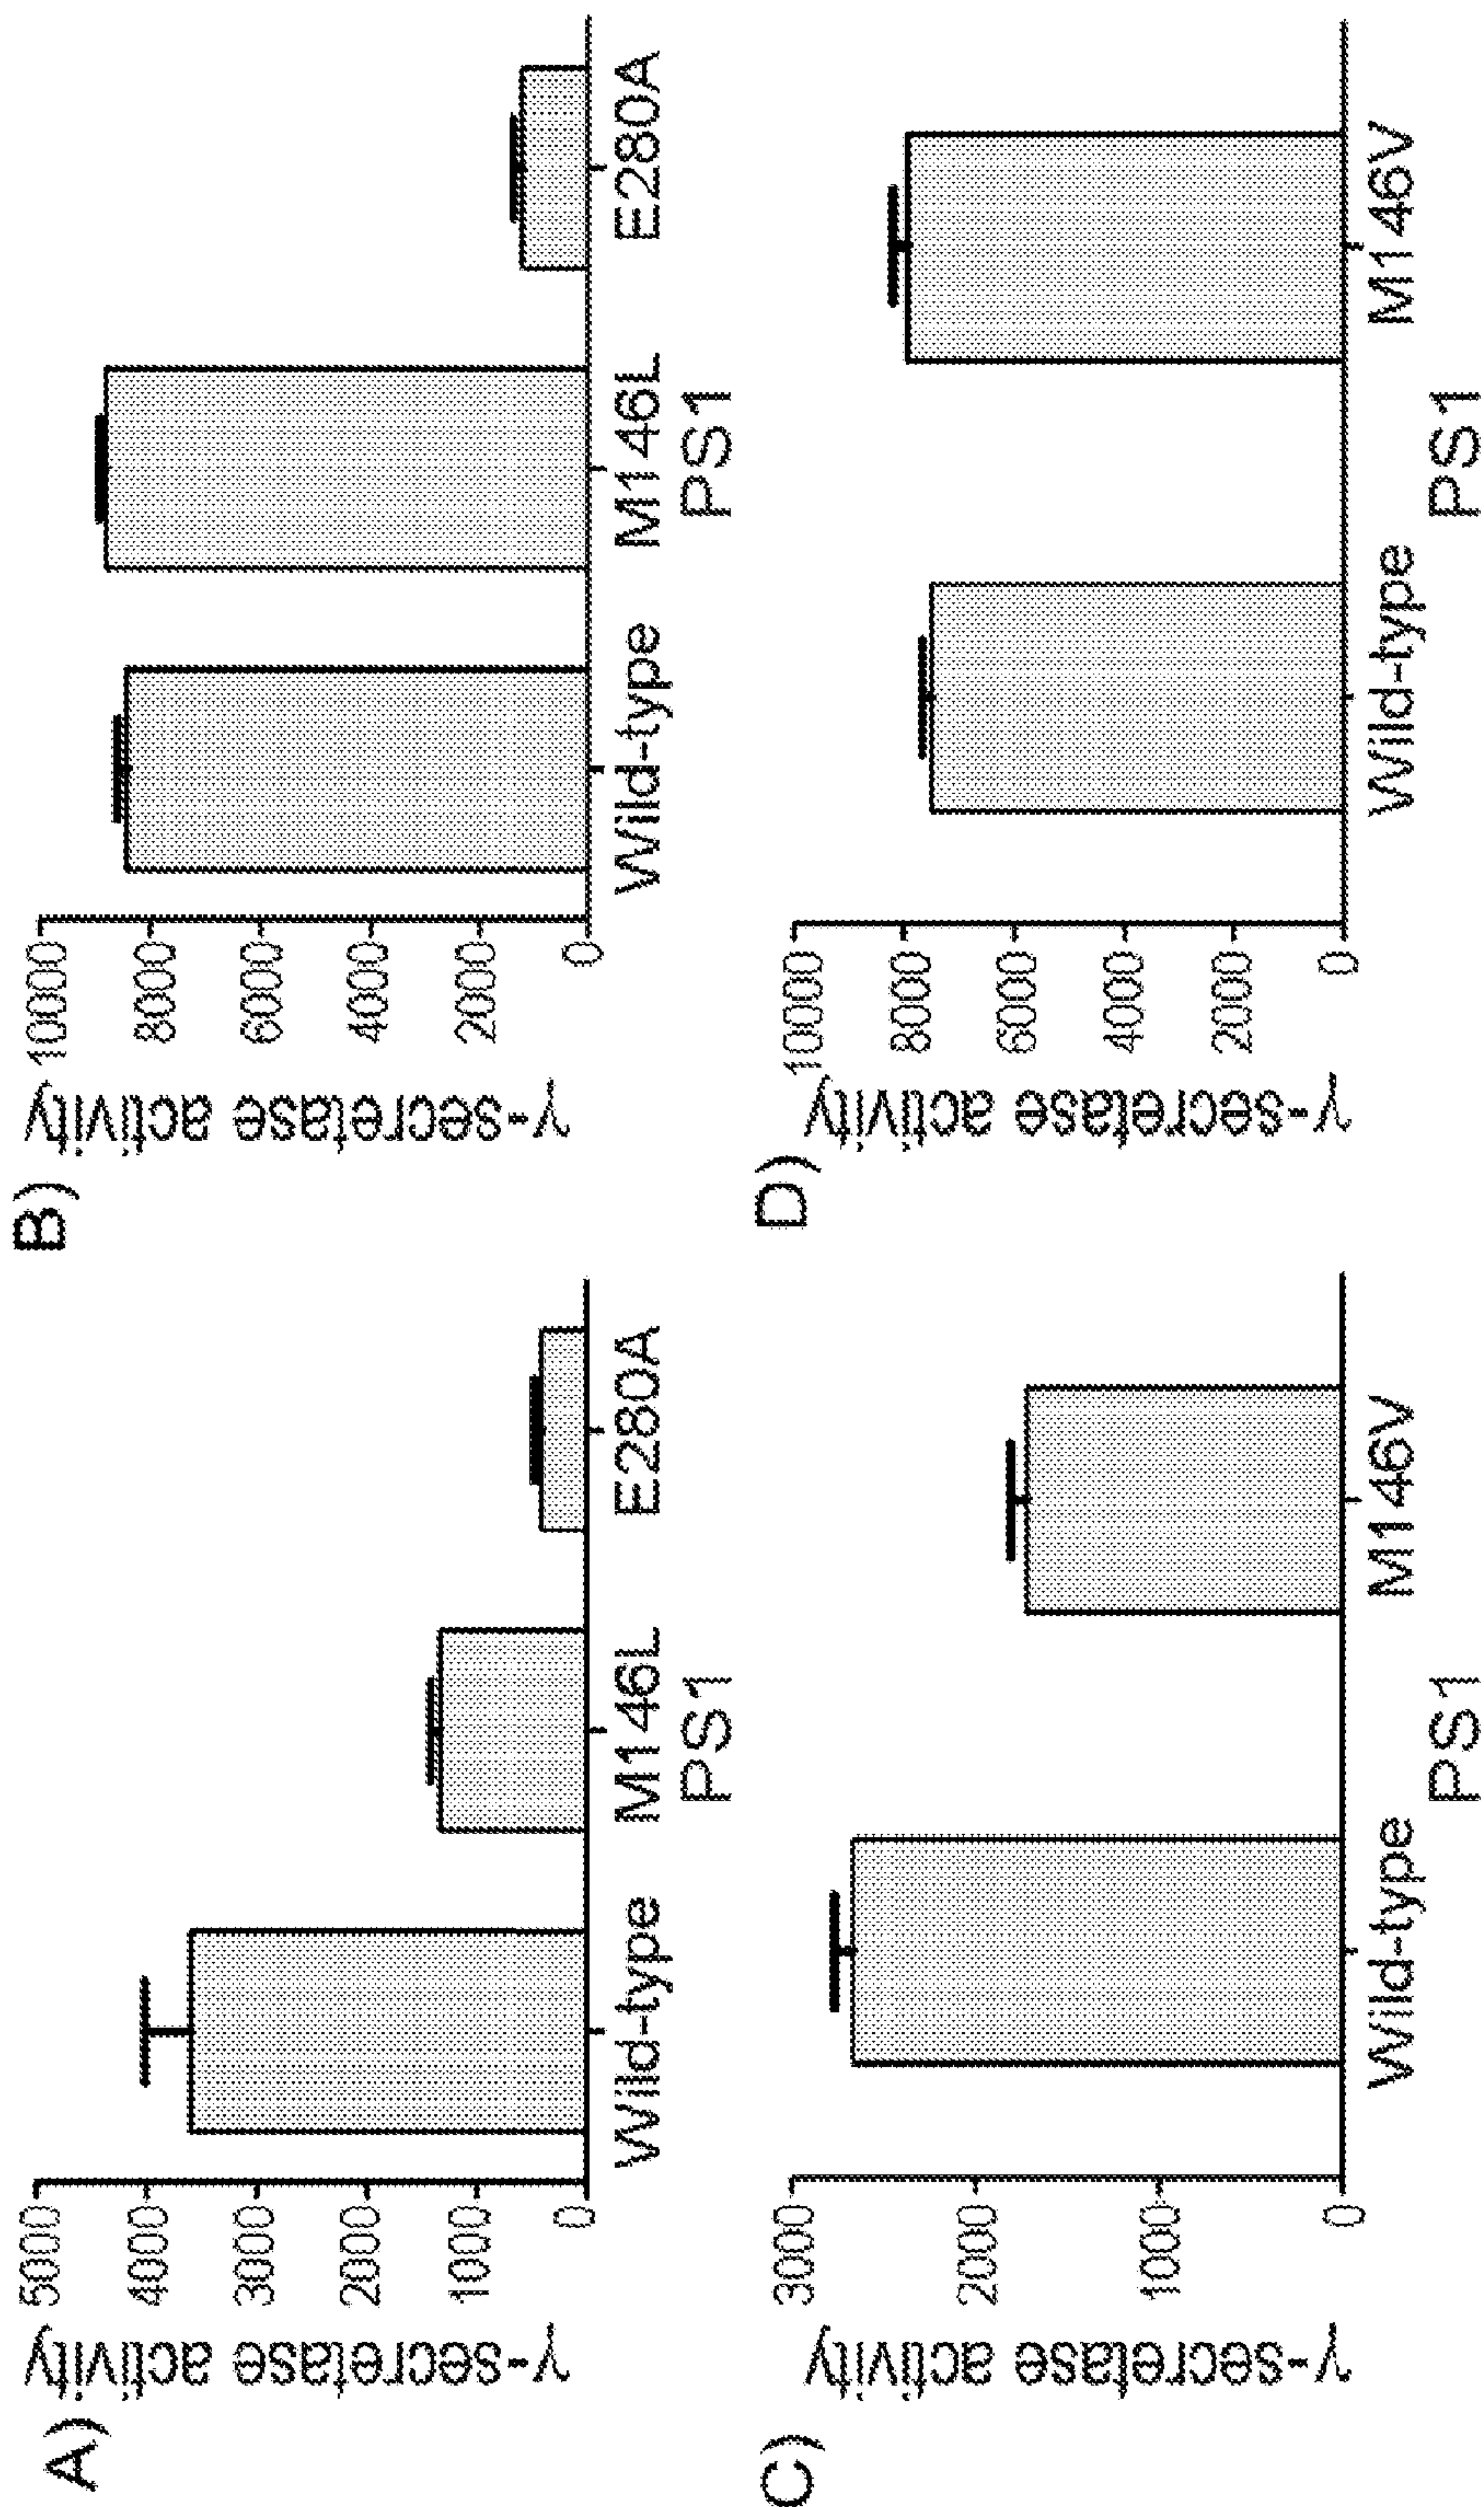 A)
γ-secretase activity
5000
4000
3000
2000
1000
0
Wild-type M146L E280A
PS1
B)
γ-secretase activity
10000
8000
6000
4000
2000
0
Wild-type M146L E280A
PS1
C)
γ-secretase activity
3000
2000
1000
0
Wild-type M146V
PS1
D)
γ-secretase activity
10000
8000
6000
4000
2000
0
Wild-type M146V
PS1